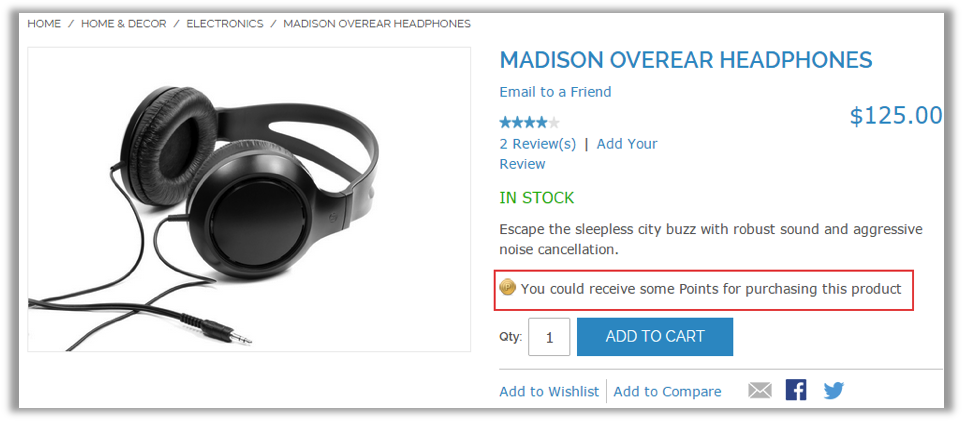 HOME / HOME & DECOR / ELECTRONICS / MADISON OVEREAR HEADPHONES
MADISON OVEREAR HEADPHONES
Email to a Friend
$125.00
2 Review(s) | Add Your
Review
IN STOCK
Escape the sleepless city buzz with robust sound and aggressive
noise cancellation.
You could receive some Points for purchasing this product
Qty: 1 ADD TO CART
Add to Wishlist Add to Compare